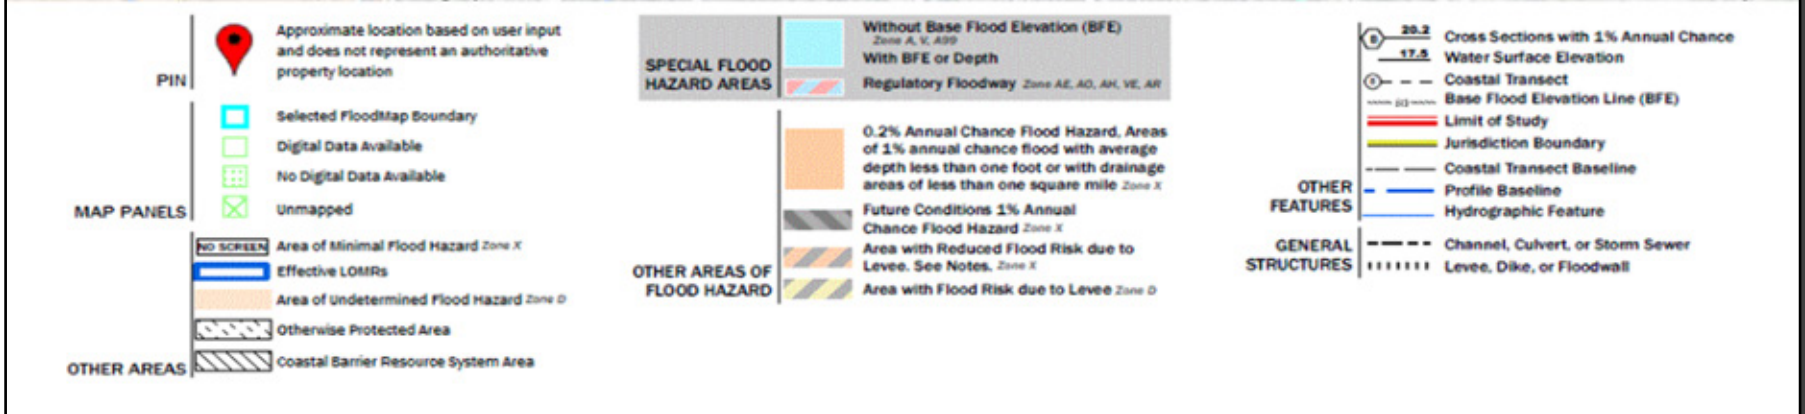 PIN
Approximate location based on user input
and does not represent an authoritative
property location
MAP PANELS
Selected FloodMap Boundary
Digital Data Available
No Digital Data Available
Unmapped
OTHER AREAS
NO SCREEN Area of Minimal Flood Hazard Zone X
Effective LOMRs
Area of Undetermined Flood Hazard Zone D
Otherwise Protected Area
Coastal Barrier Resource System Area
SPECIAL FLOOD
HAZARD AREAS
Without Base Flood Elevation (BFE)
Zone A, V, A99
With BFE or Depth
Regulatory Floodway Zone AE, AO, AH, VE, AR
OTHER AREAS OF
FLOOD HAZARD
0.2% Annual Chance Flood Hazard, Areas
of 1% annual chance flood with average
depth less than one foot or with drainage
areas of less than one square mile Zone X
Future Conditions 1% Annual
Chance Flood Hazard Zone X
Area with Reduced Flood Risk due to
Levee. See Notes. Zone X
Area with Flood Risk due to Levee Zone D
OTHER
FEATURES
20.2 Cross Sections with 1% Annual Chance
17.5 Water Surface Elevation
Coastal Transect
Base Flood Elevation Line (BFE)
Limit of Study
Jurisdiction Boundary
Coastal Transect Baseline
Profile Baseline
Hydrographic Feature
GENERAL
STRUCTURES
Channel, Culvert, or Storm Sewer
Levee, Dike, or Floodwall